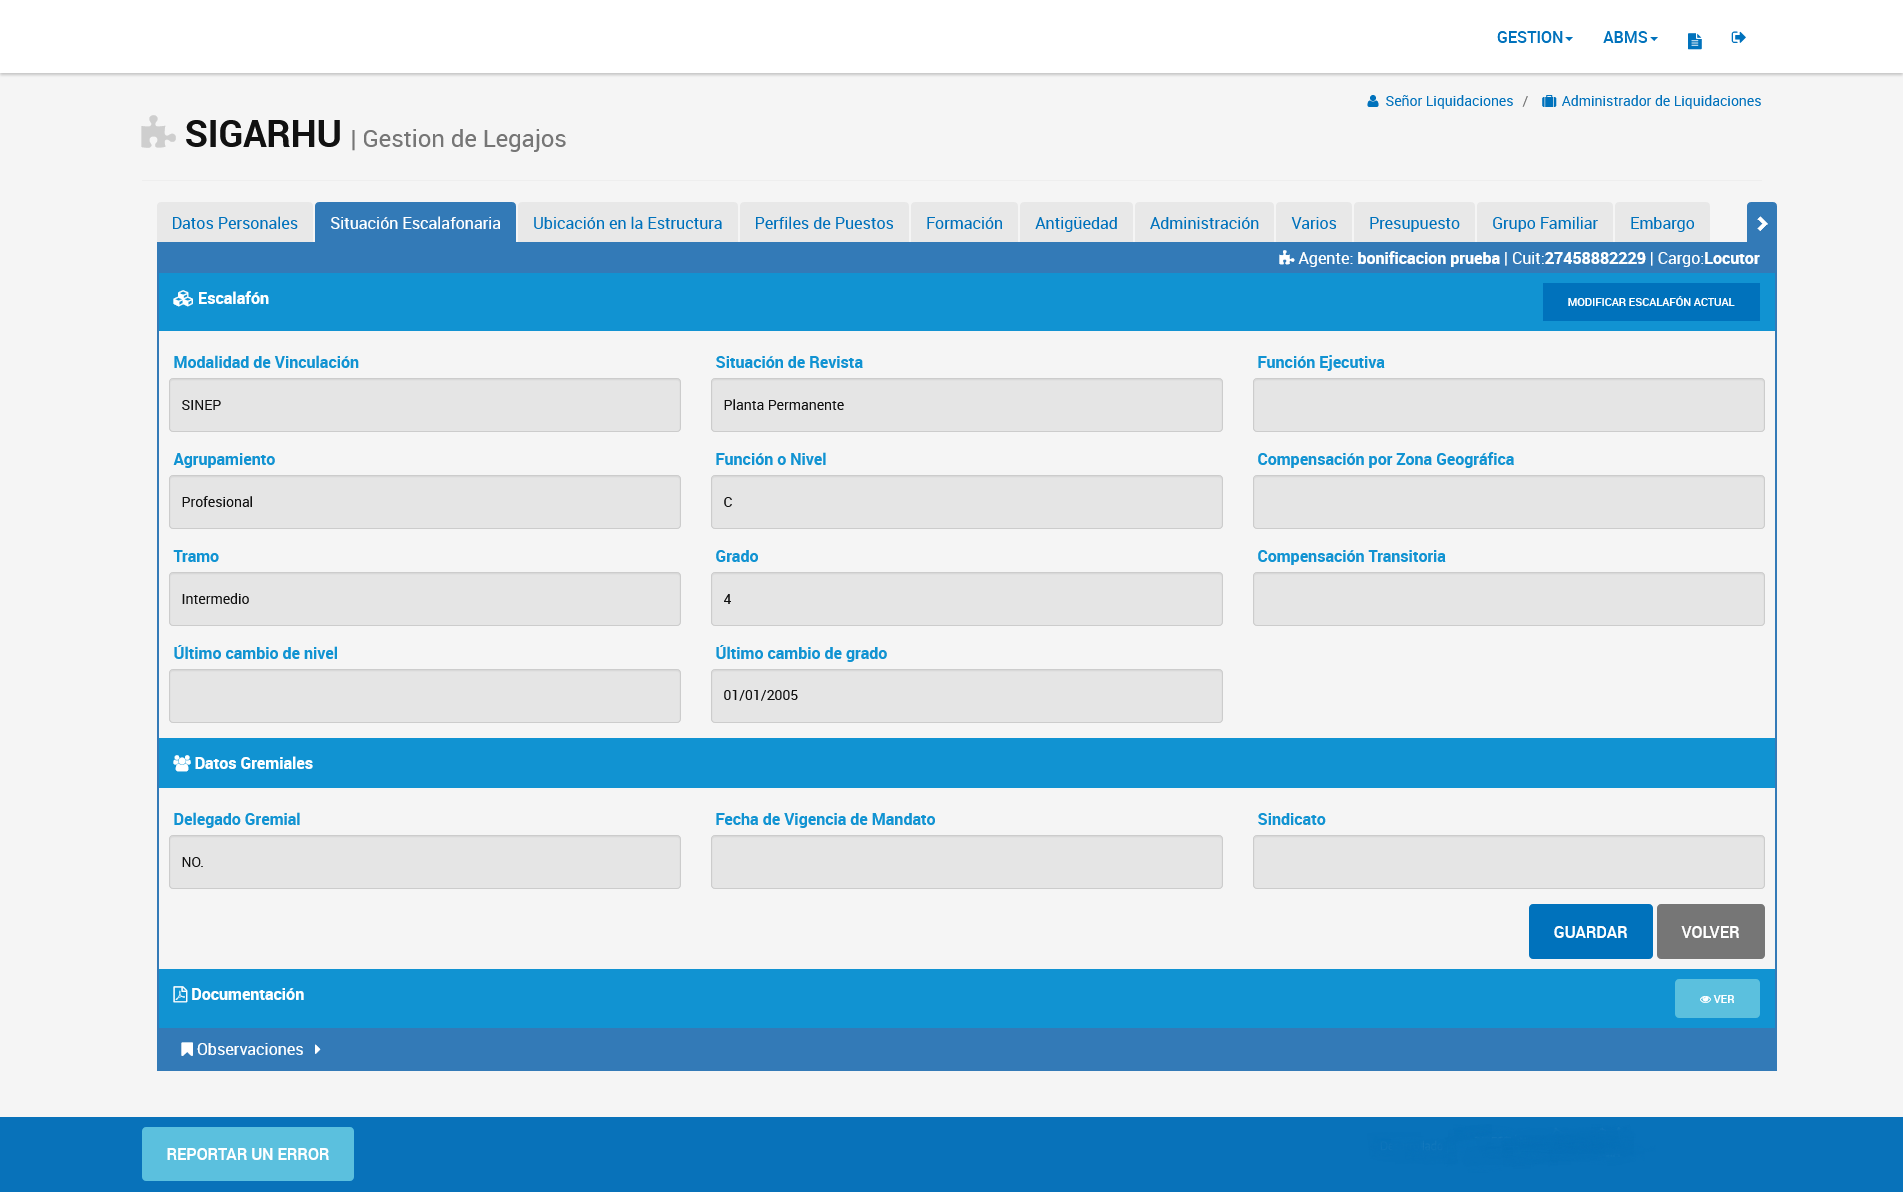 GESTION ABMS
Señor Liquidaciones / Administrador de Liquidaciones
SIGARHU | Gestion de Legajos
Datos Personales Situación Escalafonaria Ubicación en la Estructura Perfiles de Puestos Formación Antigüedad Administración Varios Presupuesto Grupo Familiar Embargo
Agente: bonificacion prueba | Cuit:27458882229 | Cargo:Locutor
Escalafón MODIFICAR ESCALAFÓN ACTUAL
Modalidad de Vinculación Situación de Revista Función Ejecutiva
SINEP Planta Permanente
Agrupamiento Función o Nivel Compensación por Zona Geográfica
Profesional C
Tramo Grado Compensación Transitoria
Intermedio 4
Último cambio de nivel Último cambio de grado
01/01/2005
Datos Gremiales
Delegado Gremial Fecha de Vigencia de Mandato Sindicato
NO.
GUARDAR VOLVER
Documentación VER
Observaciones
REPORTAR UN ERROR